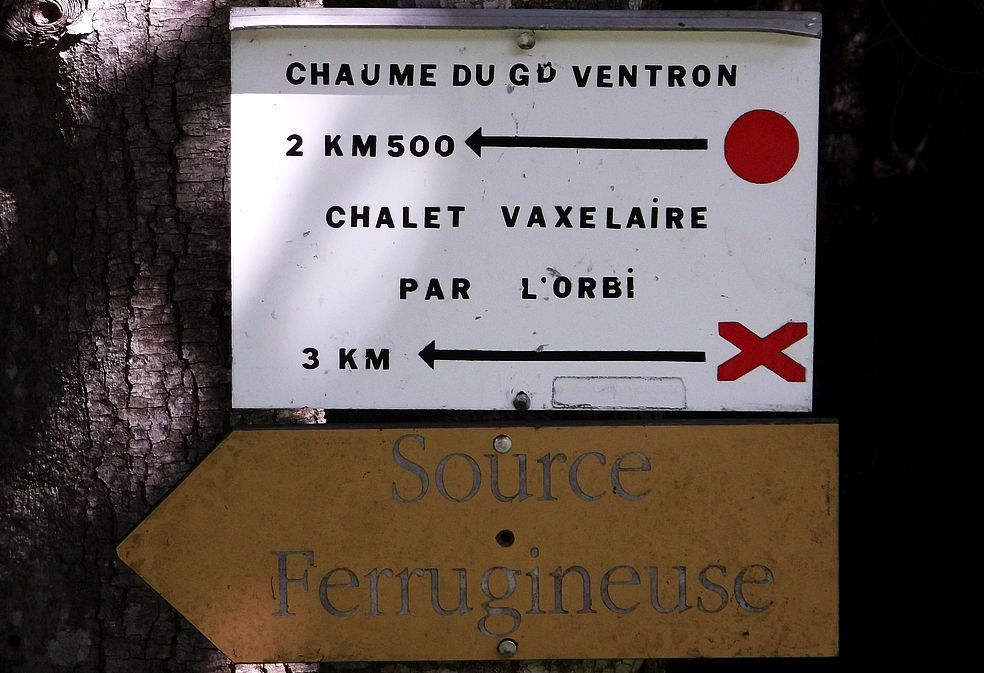 CHAUME DU GD VENTRON
2 KM500
CHALET VAXELAiRE
PAR L'ORBi
3 KM
Source
Ferrugineuse